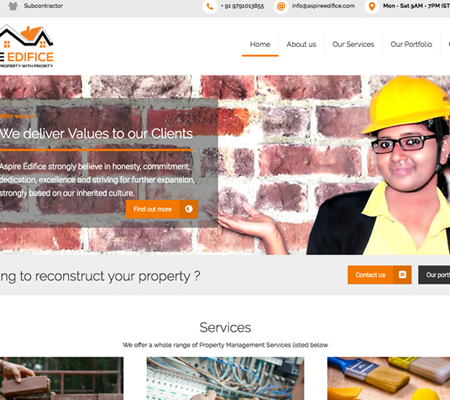 Subcontractor
+ 91 9791013855
info@aspireedifice.com
Mon - Sat 9AM - 7PM IST
E EDIFICE
PROPERTY WITH PRIORITY
Home
About us
Our Services
Our Portfolio
We deliver Values to our Clients
Aspire Edifice strongly believe in honesty, commitment,
dedication, excellence and striving for further expansion,
strongly based on our inherited culture.
Find out more
ng to reconstruct your property ?
Contact us
Our portf
Services
We offer a whole range of Property Management Services listed below